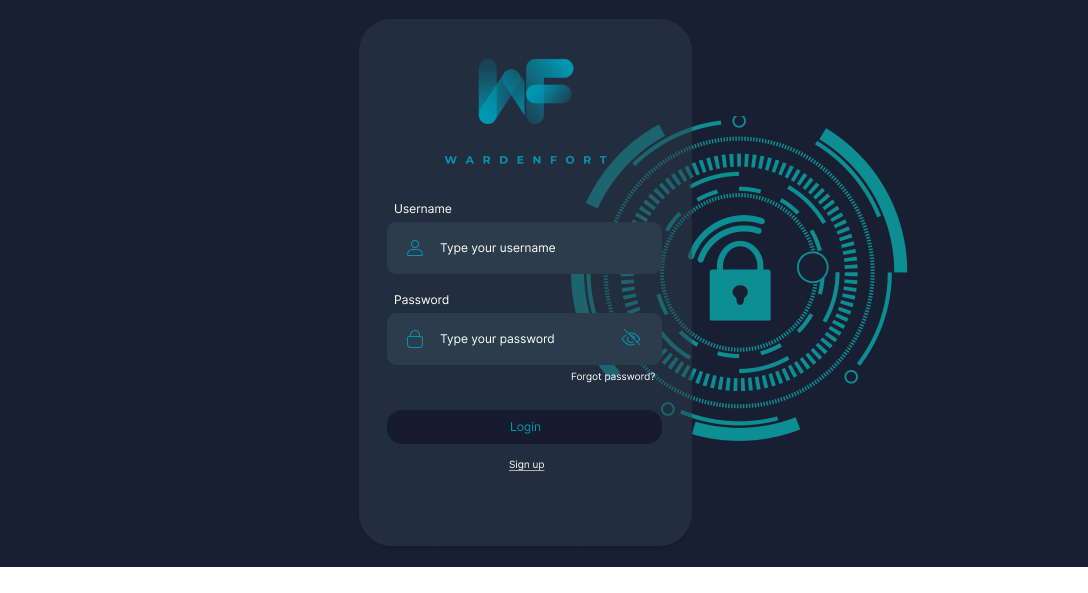 WF
WARDENFORT
Username
Type your username
Password
Type your password
Forgot password?
Login
Sign up